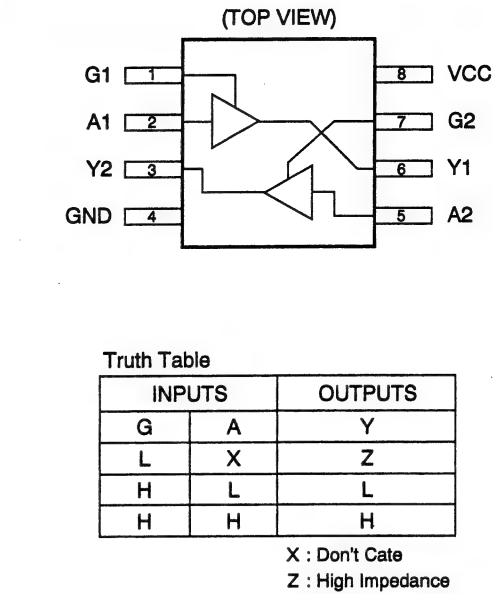 (TOP VIEW)
G1 1 8 VCC
A1 2 7 G2
Y2 3 6 Y1
GND 4 5 A2
Truth Table
INPUTS OUTPUTS
G A Y
L X Z
H L L
H H H
X : Don't Cate
Z : High Impedance